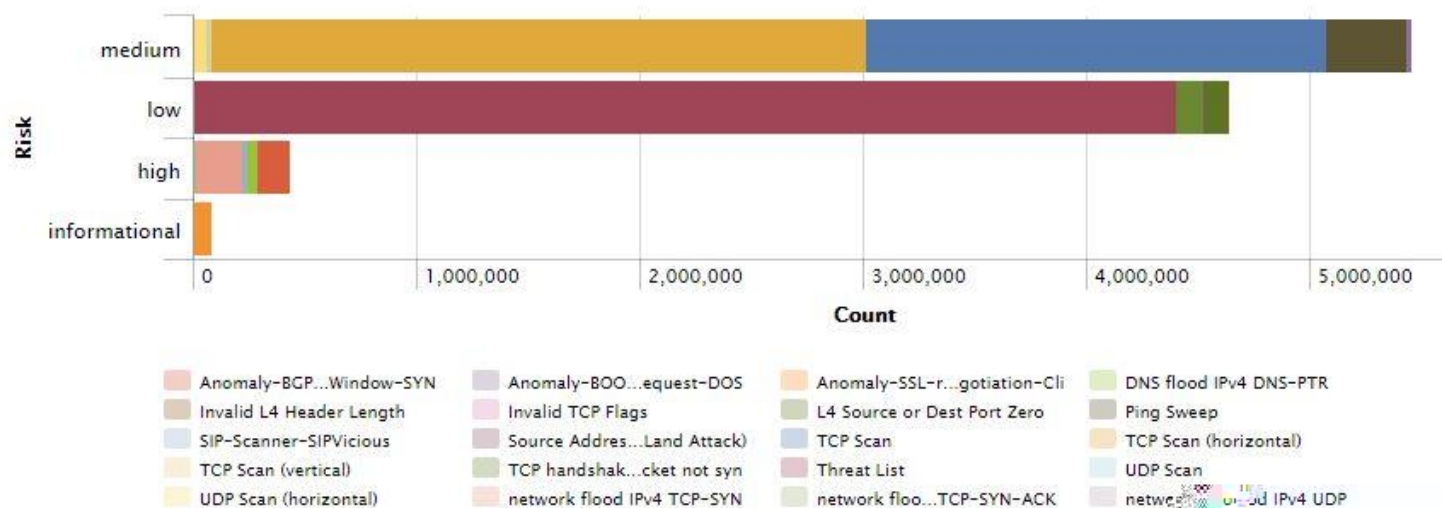 medium
low
high
informational
Risk
0 1,000,000 2,000,000 3,000,000 4,000,000 5,000,000
Count
Anomaly-BGP...Window-SYN Anomaly-BOO...equest-DOS Anomaly-SSL-r...gotiation-Cli DNS flood IPv4 DNS-PTR
Invalid L4 Header Length Invalid TCP Flags L4 Source or Dest Port Zero Ping Sweep
SIP-Scanner-SIPVicious Source Addres...Land Attack) TCP Scan TCP Scan (horizontal)
TCP Scan (vertical) TCP handshak...cket not syn Threat List UDP Scan
UDP Scan (horizontal) network flood IPv4 TCP-SYN network floo...TCP-SYN-ACK IPv4 UDP